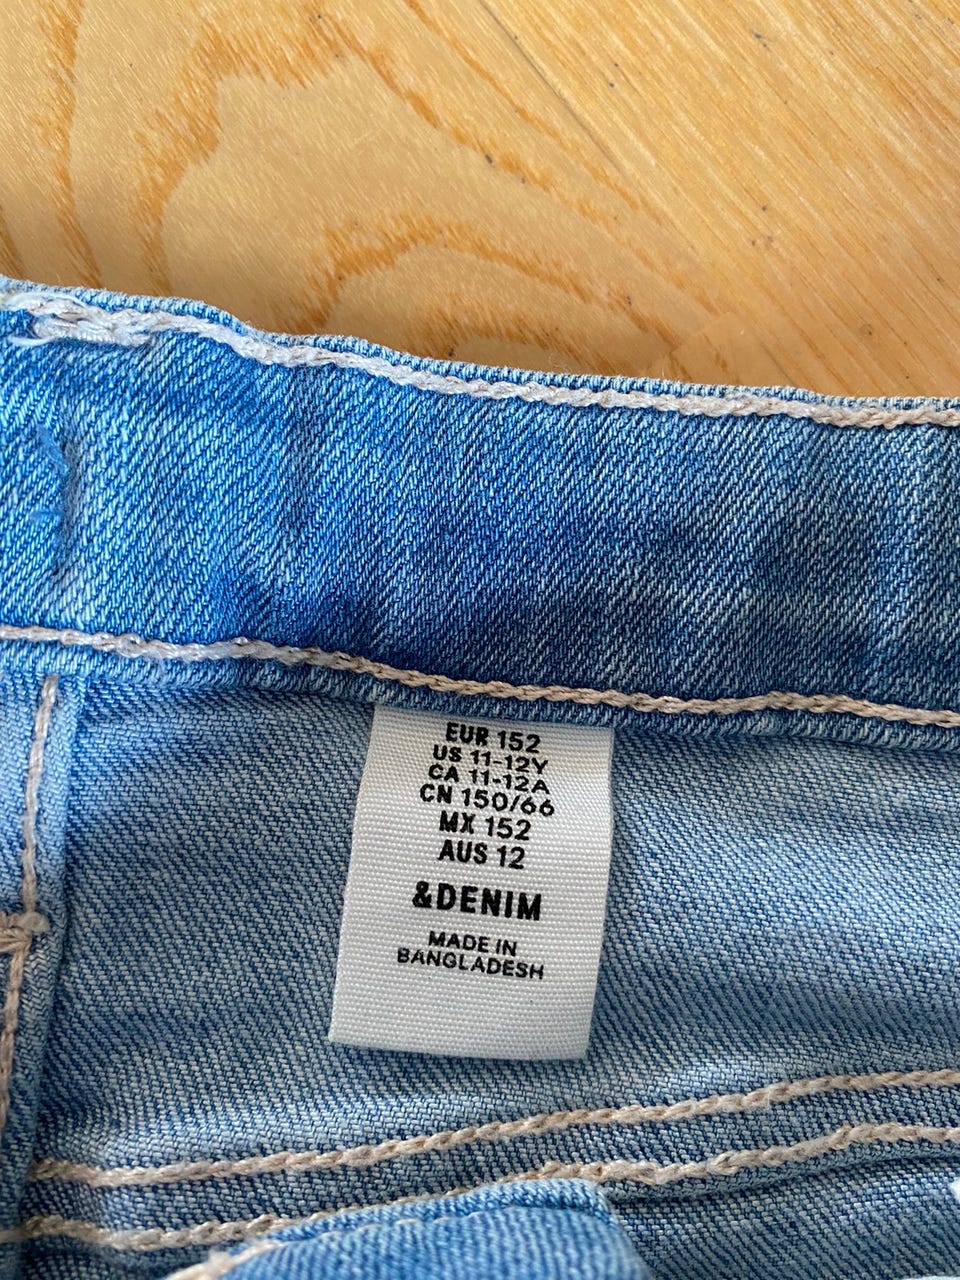 EUR 152
US 11-12Y
CA 11-12A
CN 150/66
MX 152
AUS 12
&DENIM
MADE IN
BANGLADESH